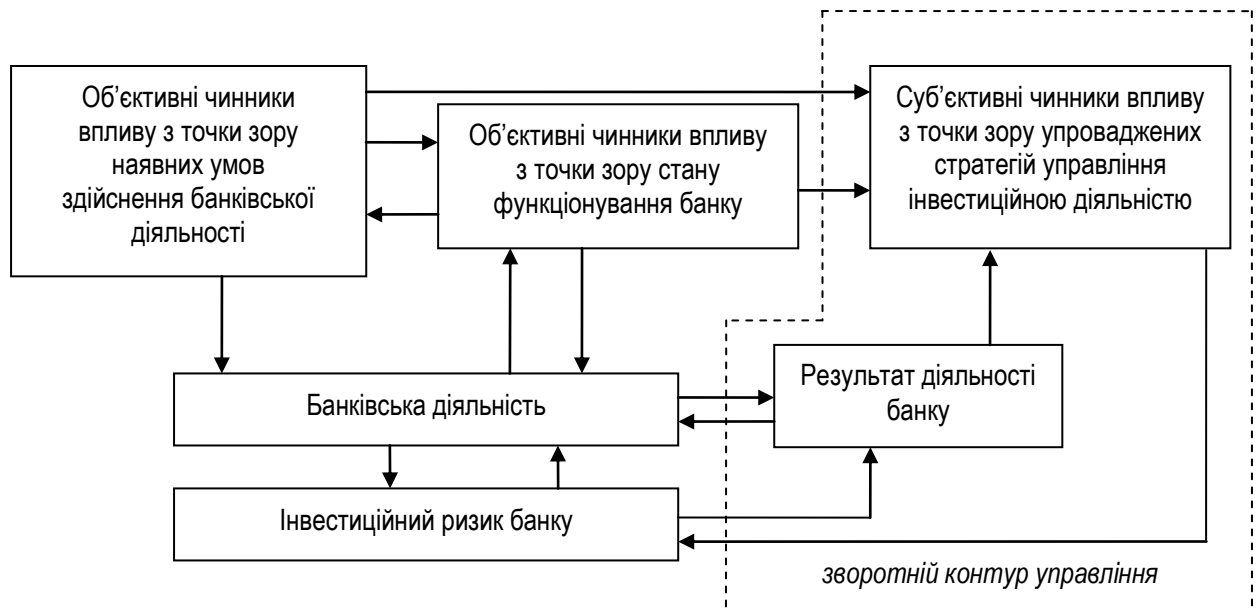 Об’єктивні чинники
впливу з точки зору
наявних умов
здійснення банківської
діяльності
Об’єктивні чинники впливу
з точки зору стану
функціонування банку
Суб’єктивні чинники впливу
з точки зору упроваджених
стратегій управління
інвестиційною діяльністю
Банківська діяльність
Результат діяльності
банку
Інвестиційний ризик банку
зворотній контур управління